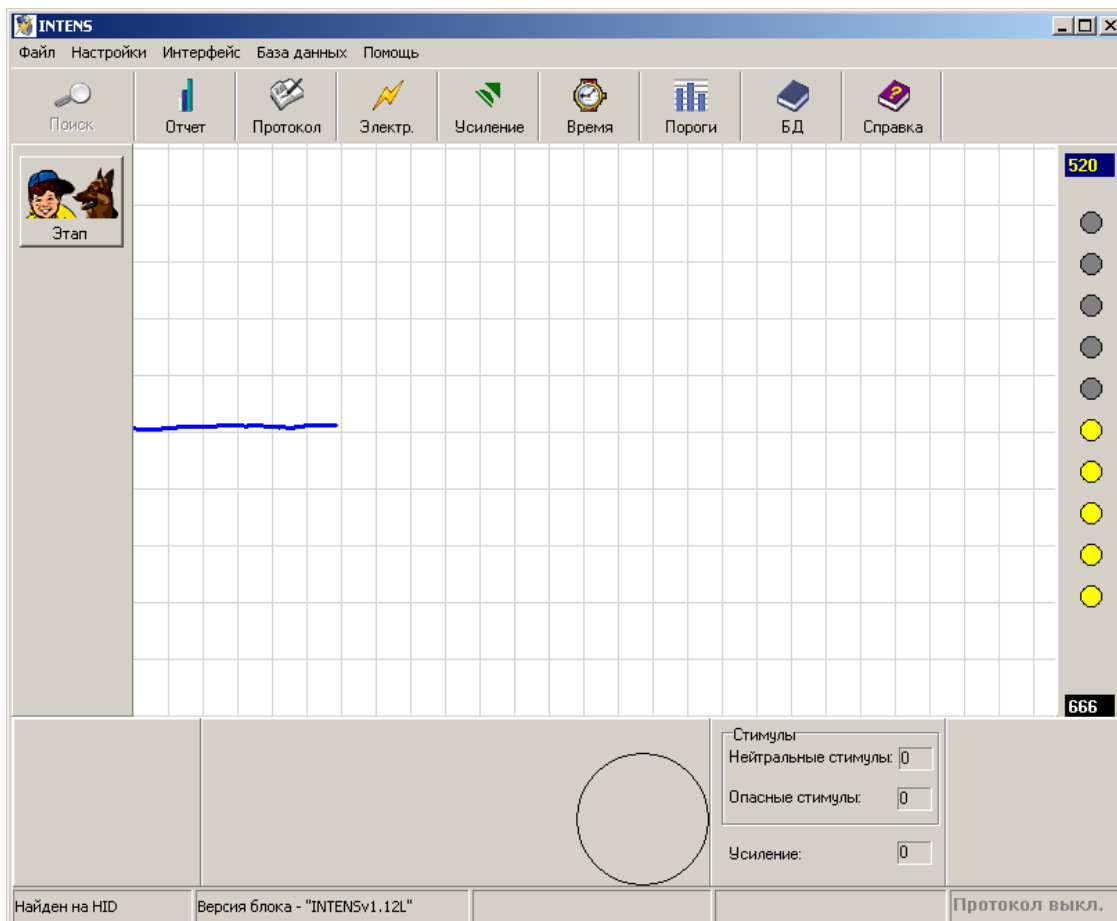 INTENS
Файл Настройки Интерфейс База данных Помощь
Поиск Отчет Протокол Электр. Усиление Время Пороги БД Справка
Этап
520
666
Стимулы
Нейтральные стимулы: 0
Опасные стимулы: 0
Усиление: 0
Найден на HID Версия блока - "INTENSv1.12L" Протокол выкл.